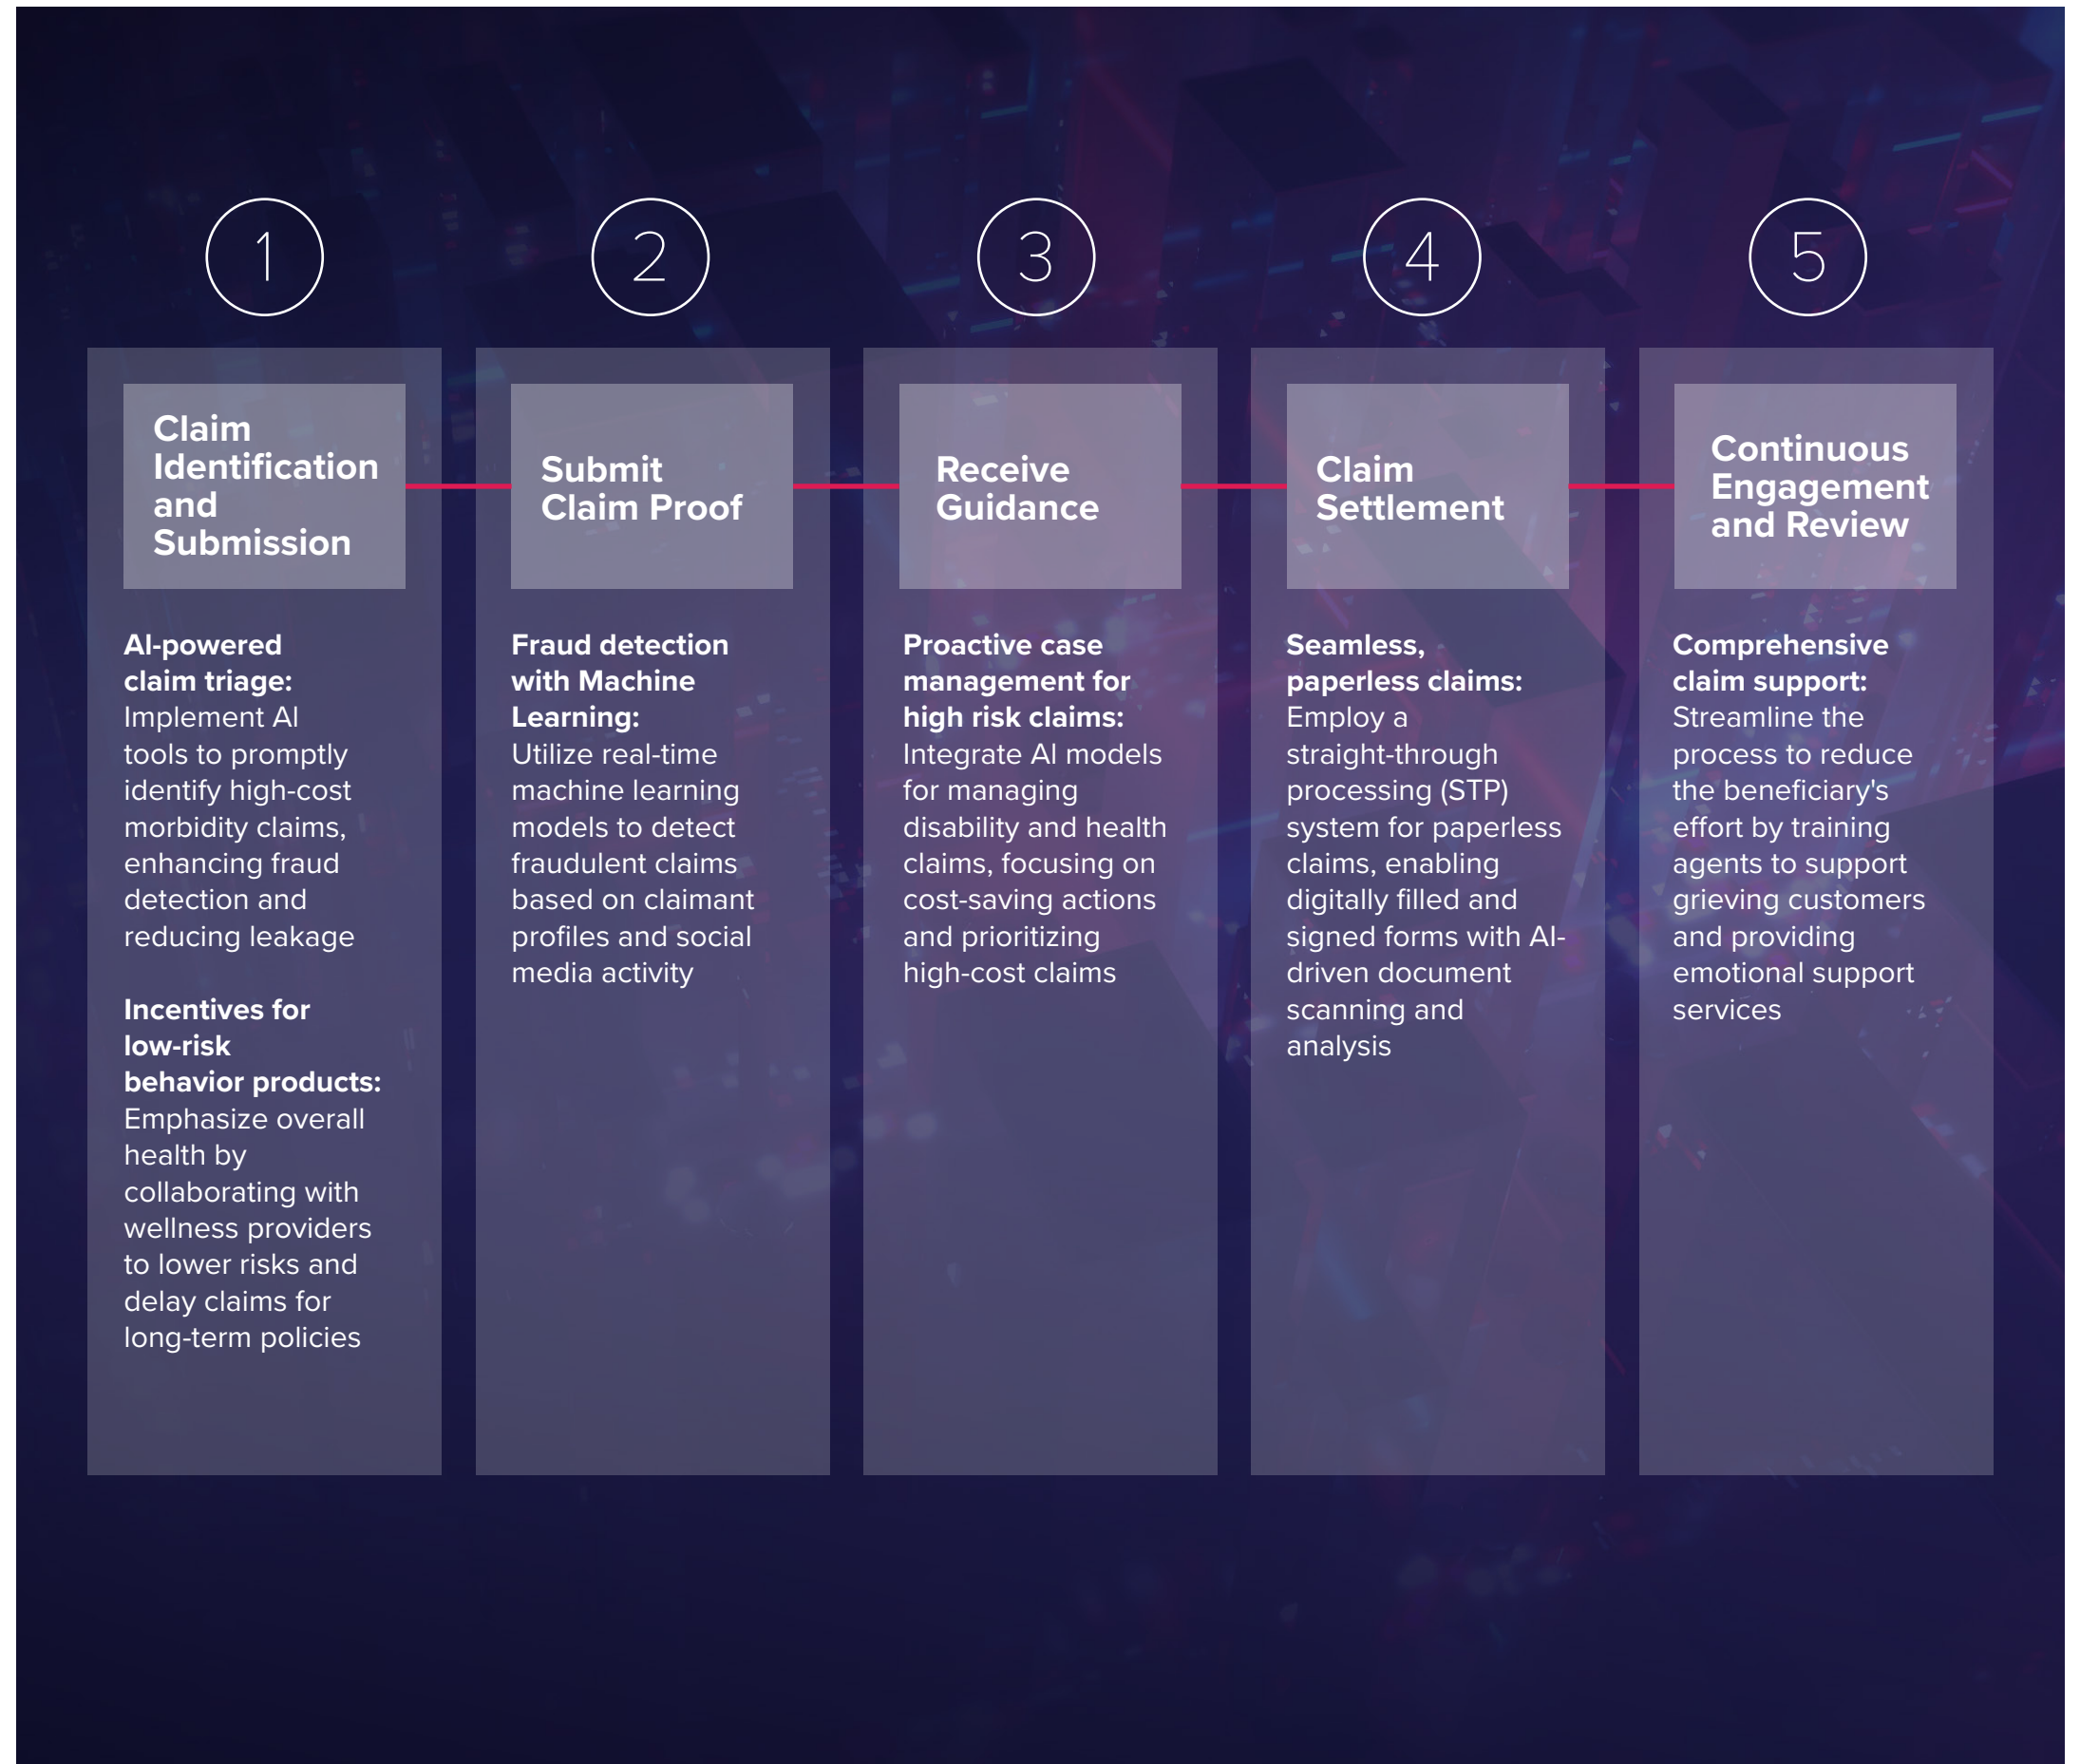 1
Claim
Identification
and
Submission
AI-powered
claim triage:
Implement AI
tools to promptly
identify high-cost
morbidity claims,
enhancing fraud
detection and
reducing leakage
Incentives for
low-risk
behavior products:
Emphasize overall
health by
collaborating with
wellness providers
to lower risks and
delay claims for
long-term policies
2
Submit
Claim Proof
Fraud detection
with Machine
Learning:
Utilize real-time
machine learning
models to detect
fraudulent claims
based on claimant
profiles and social
media activity
3
Receive
Guidance
Proactive case
management for
high risk claims:
Integrate AI models
for managing
disability and health
claims, focusing on
cost-saving actions
and prioritizing
high-cost claims
4
Claim
Settlement
Seamless,
paperless claims:
Employ a
straight-through
processing (STP)
system for paperless
claims, enabling
digitally filled and
signed forms with AI-
driven document
scanning and
analysis
5
Continuous
Engagement
and Review
Comprehensive
claim support:
Streamline the
process to reduce
the beneficiary's
effort by training
agents to support
grieving customers
and providing
emotional support
services